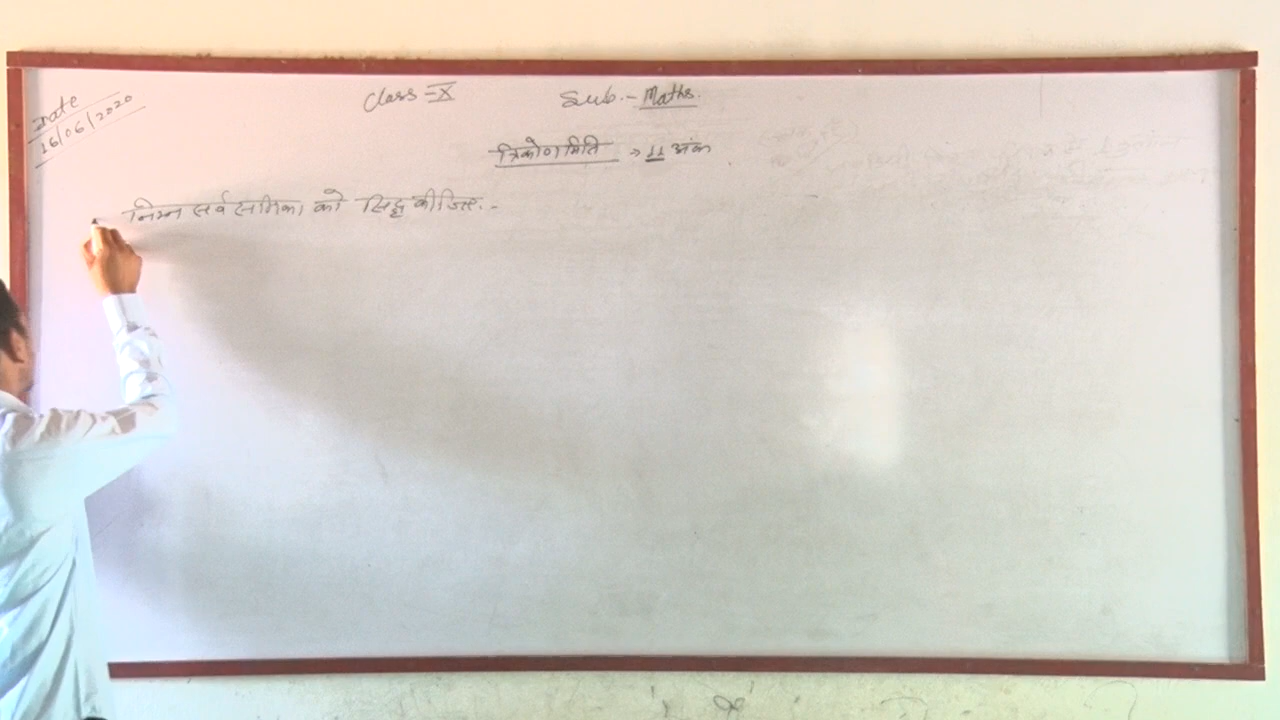 Date
16/06/2020
Class - X Sub. - Maths.
त्रिकोणमिति → 11 अंक
निम्न सर्वसमिका को सिद्ध कीजिए. -